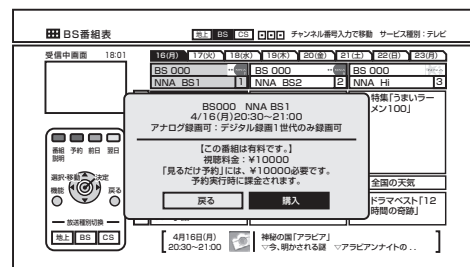 BS番組表
地上 BS CS
チャンネル番号入力で移動 サービス種別：テレビ
受信中画面 18:01
16(月) 17(火) 18(水) 19(木) 20(金) 21(土) 22(日) 23(月)
BS 000 BS 000 BS 000
NNA BS1 1 NNA BS2 2 NNA Hi 3
特集「うまいラー
メン100」
BS000 NNA BS1
4/16(月)20:30〜21:00
アナログ録画可：デジタル録画1世代のみ録画可
【この番組は有料です。】
視聴料金：¥10000
「見るだけ予約」には、¥10000必要です。
予約実行時に課金されます。
戻る 購入
番組説明 予約 前日 翌日
選択・移動 決定
機能 戻る
放送種別切換
地上 BS CS
全国の天気
ドラマベスト「12
時間の奇跡」
4月16日(月) 神秘の国「アラビア」
20:30〜21:00 ▽今、明かされる謎 ▽アラビアンナイトの . .